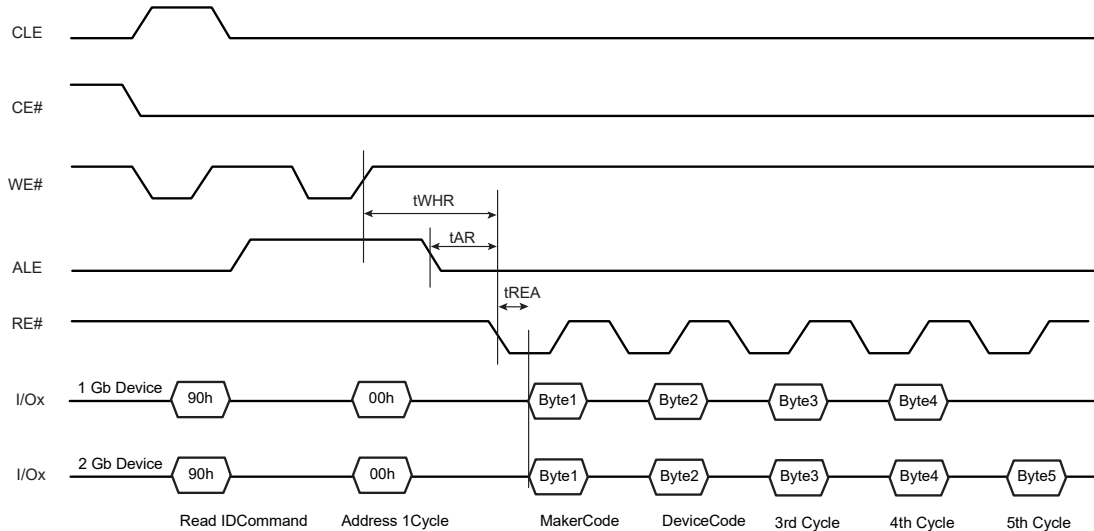 CLE
CE#
WE#
tWHR
tAR
ALE
tREA
RE#
I/Ox 1 Gb Device 90h 00h Byte1 Byte2 Byte3 Byte4
I/Ox 2 Gb Device 90h 00h Byte1 Byte2 Byte3 Byte4 Byte5
Read IDCommand Address 1Cycle MakerCode DeviceCode 3rd Cycle 4th Cycle 5th Cycle